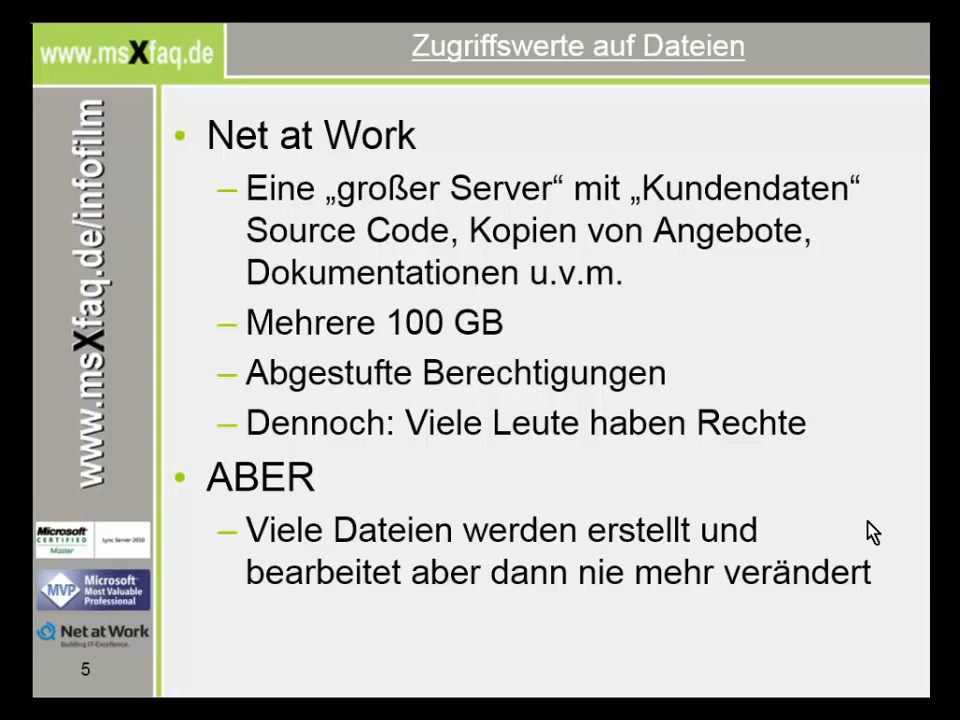 www.msXfaq.de
Zugriffswerte auf Dateien
www.msXfaq.de/infofilm
• Net at Work
– Eine „großer Server“ mit „Kundendaten“
Source Code, Kopien von Angebote,
Dokumentationen u.v.m.
– Mehrere 100 GB
– Abgestufte Berechtigungen
– Dennoch: Viele Leute haben Rechte
• ABER
– Viele Dateien werden erstellt und
bearbeitet aber dann nie mehr verändert
Microsoft
CERTIFIED
Master
Lync Server 2010
MVP
Microsoft
Most Valuable
Professional
Net at Work
Building IT-Excellence.
5